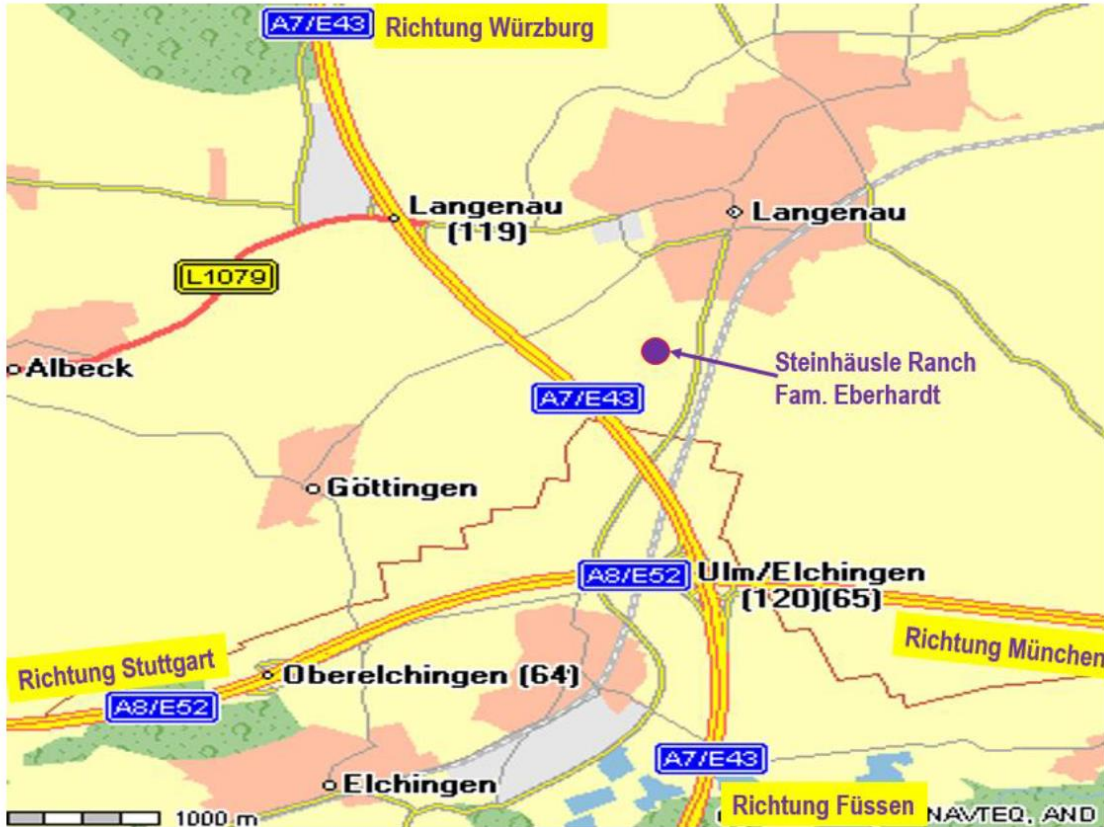 A7/E43
Richtung Würzburg
Langenau
(119)
Langenau
L1079
Albeck
Steinhäusle Ranch
Fam. Eberhardt
A7/E43
Göttingen
A8/E52
Ulm/Elchingen
(120)(65)
Richtung Stuttgart
Richtung München
Oberelchingen (64)
A8/E52
A7/E43
Elchingen
Richtung Füssen
1000 m
NAVTEQ, AND